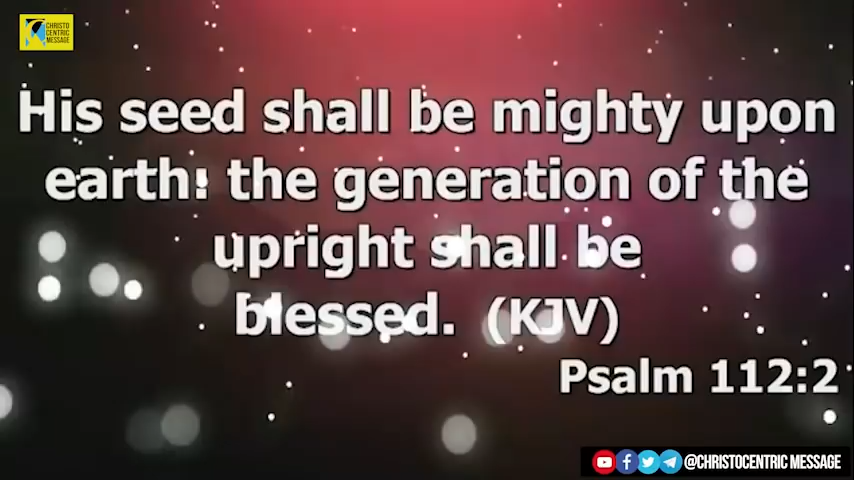 CHRISTO
CENTRIC
MESSAGE
His seed shall be mighty upon
earth: the generation of the
upright shall be
blessed. (KJV)
Psalm 112:2
@CHRISTOCENTRIC MESSAGE